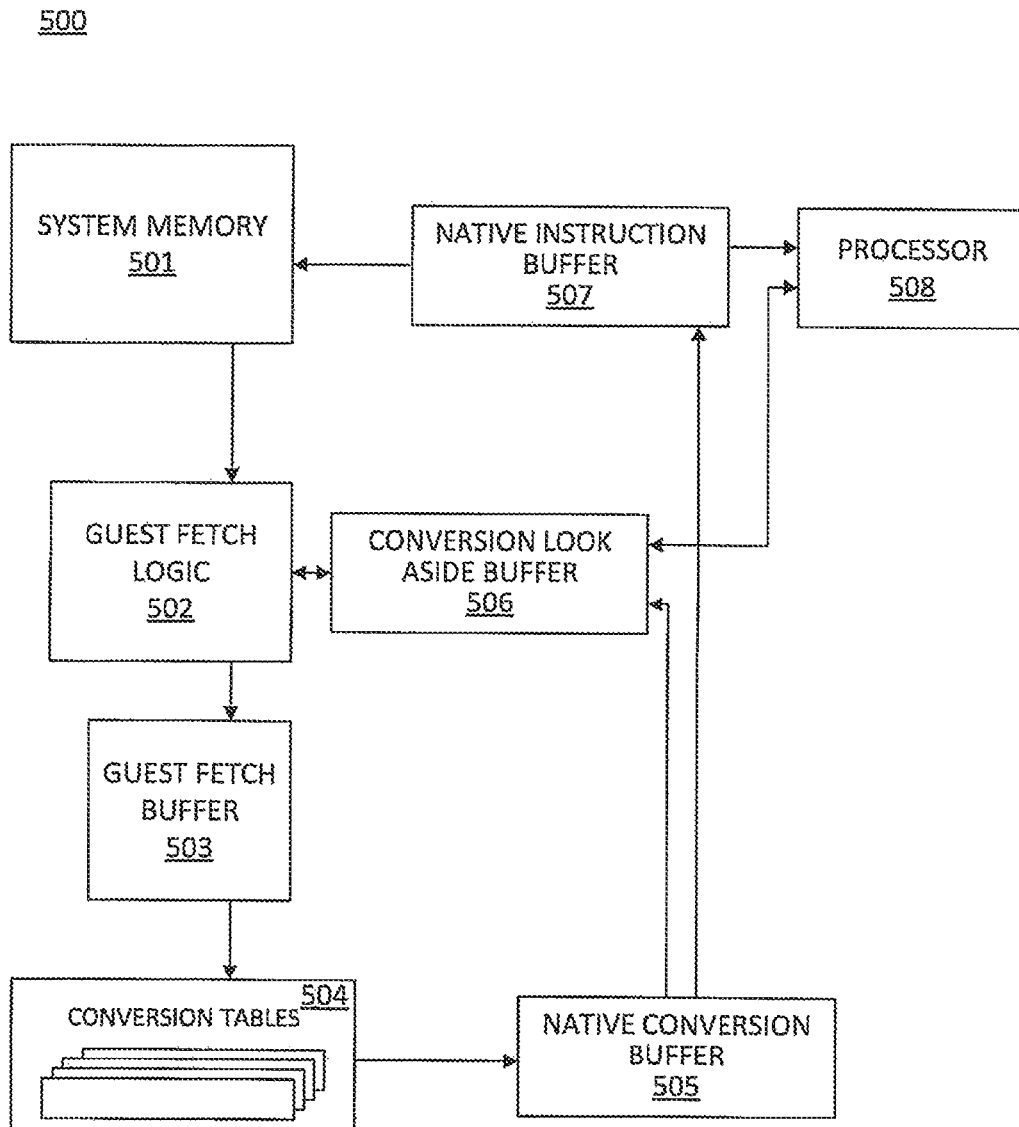 500
SYSTEM MEMORY
501
NATIVE INSTRUCTION
BUFFER
507
PROCESSOR
508
GUEST FETCH
LOGIC
502
CONVERSION LOOK
ASIDE BUFFER
506
GUEST FETCH
BUFFER
503
504
CONVERSION TABLES
NATIVE CONVERSION
BUFFER
505